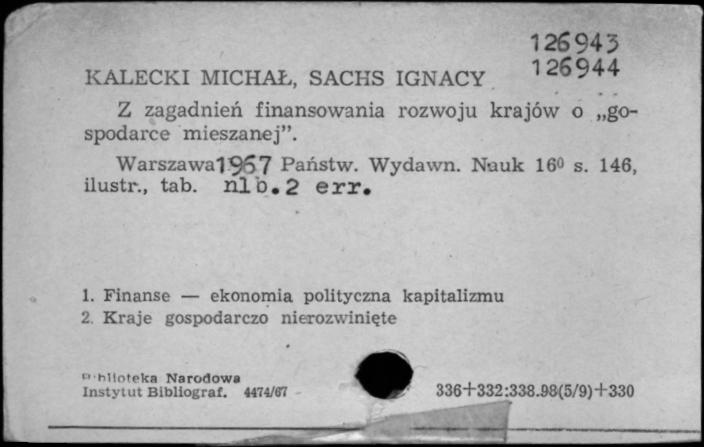 126943
126944
KALECKI MICHAŁ, SACHS IGNACY
Z zagadnień finansowania rozwoju krajów o „go-
spodarce mieszanej”.
Warszawa 1967 Państw. Wydawn. Nauk 16⁰ s. 146,
ilustr., tab. nlb. 2 err.
1. Finanse — ekonomia polityczna kapitalizmu
2. Kraje gospodarczo nierozwinięte
Biblioteka Narodowa
Instytut Bibliograf. 4474/67
336+332:338.98(5/9)+330